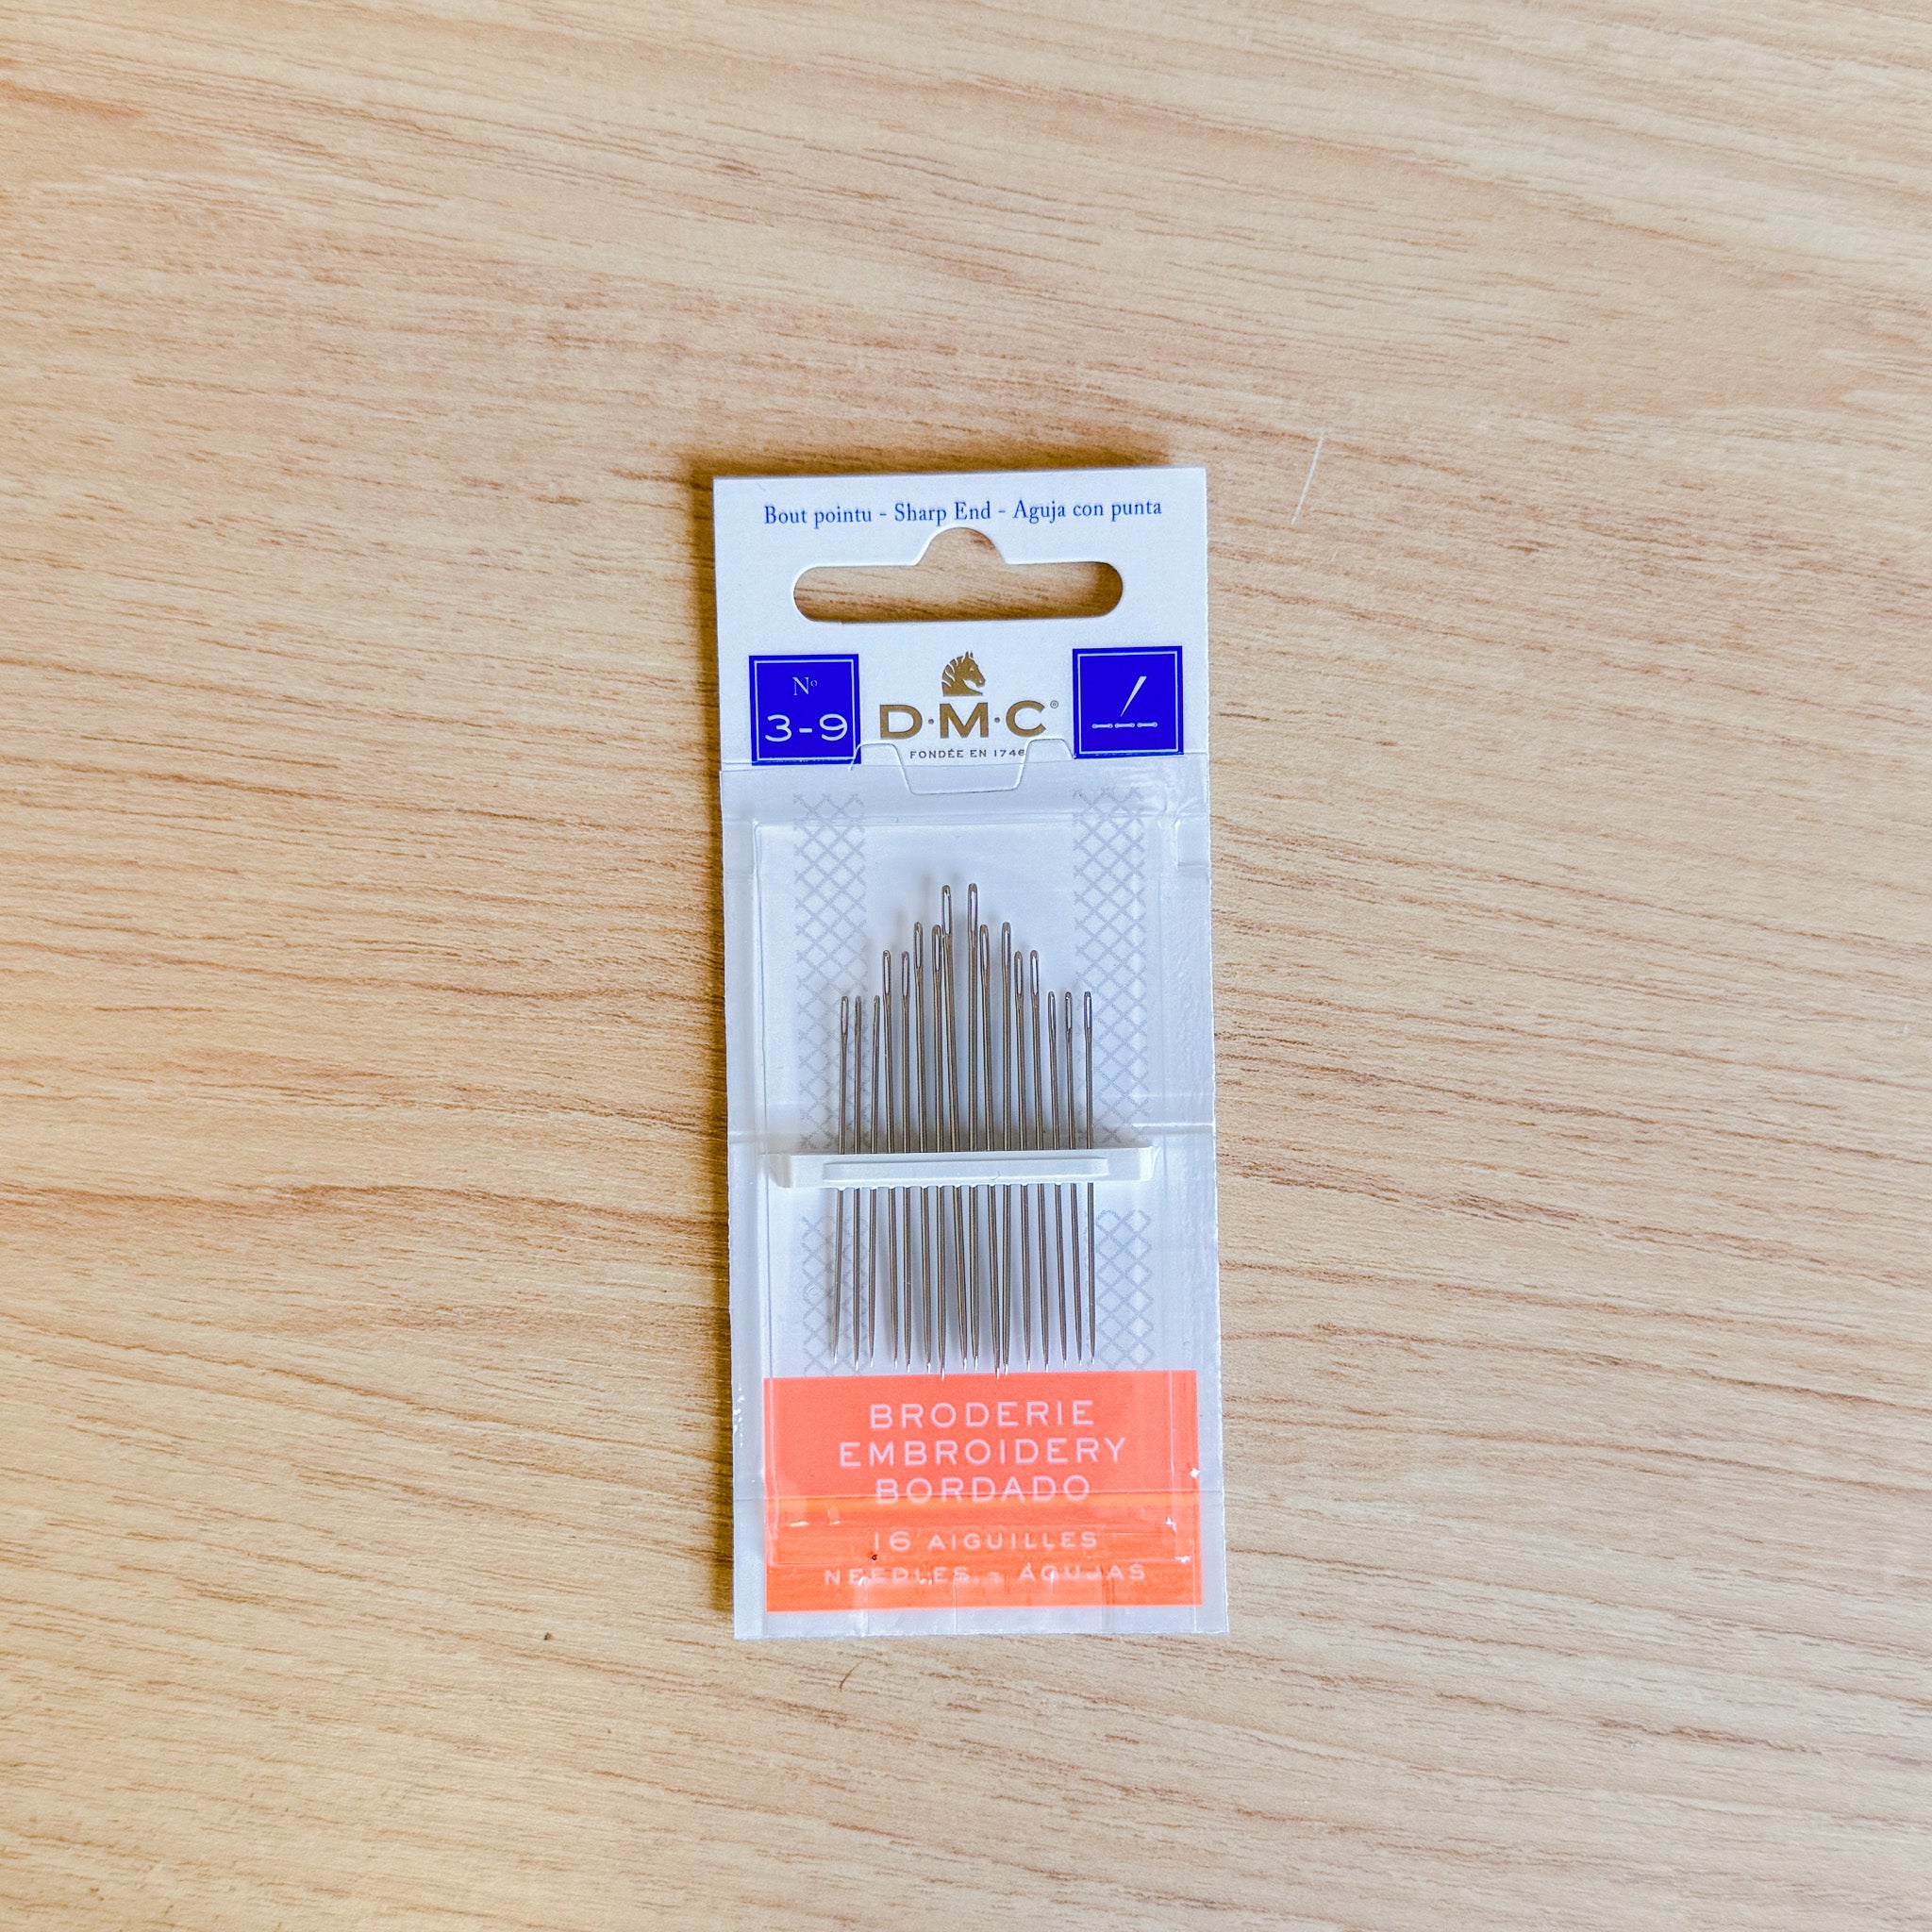 Bout pointu - Sharp End - Aguja con punta
Nº
3-9
D·M·C®
FONDÉE EN 1746
BRODERIE
EMBROIDERY
BORDADO
16 AIGUILLES
NEEDLES - AGUJAS